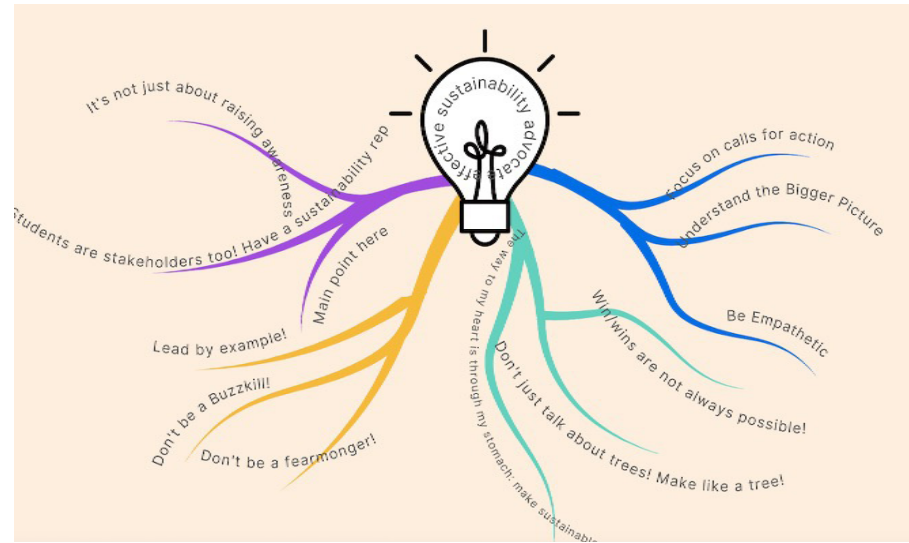 effective sustainability advocate
It's not just about raising awareness
Students are stakeholders too! Have a sustainability rep
Main point here
Lead by example!
Don't be a Buzzkill!
Don't be a fearmonger!
The way to my heart is through my stomach: make sustainable
Don't just talk about trees! Make like a tree!
Win/wins are not always possible!
Focus on calls for action
Understand the Bigger Picture
Be Empathetic